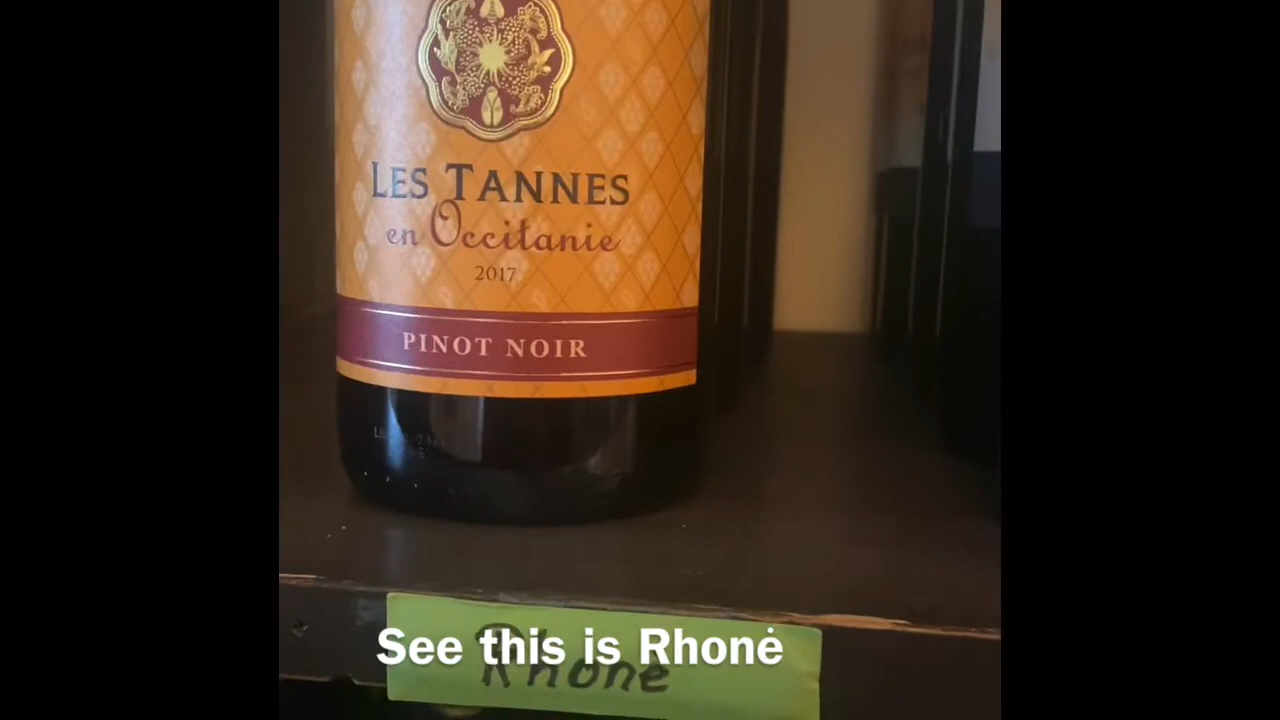 LES TANNES
en Occitanie
2017
PINOT NOIR
See this is Rhonė
Rhone